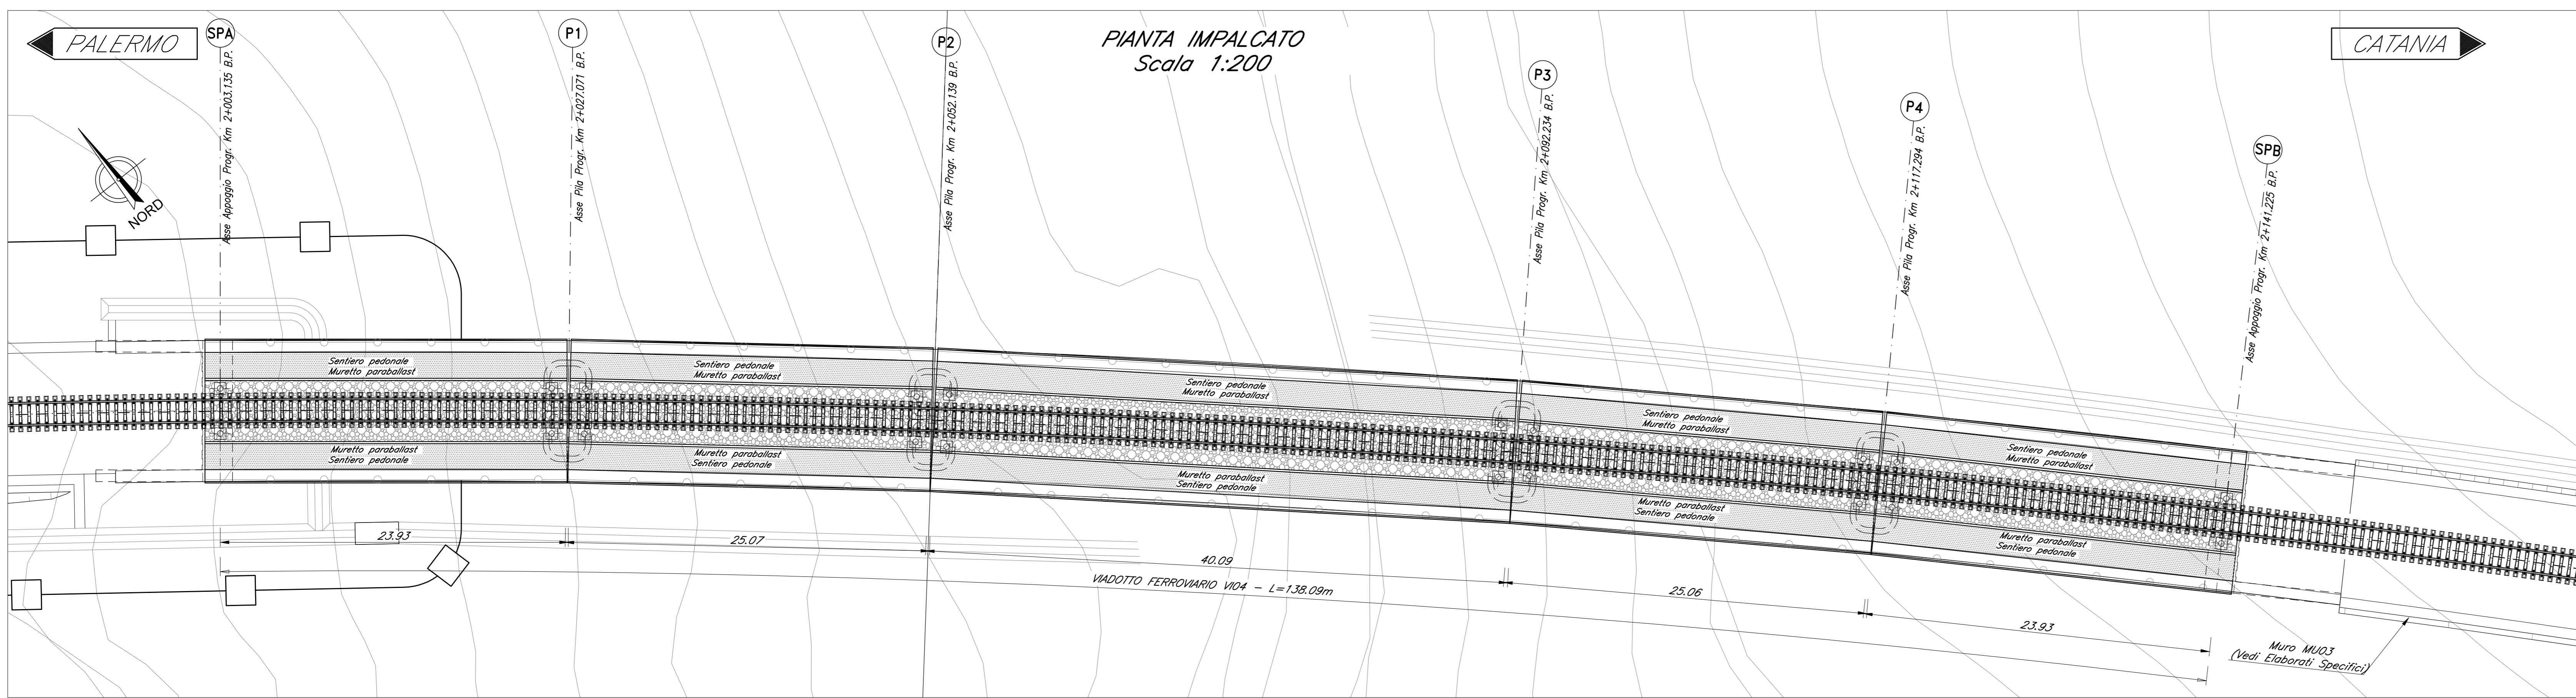 PALERMO
SPA
P1
P2
PIANTA IMPALCATO
Scala 1:200
P3
P4
SPB
CATANIA
Asse Appoggio Progr. Km 2+003.135 B.P.
Asse Pila Progr. Km 2+027.071 B.P.
Asse Pila Progr. Km 2+052.139 B.P.
Asse Pila Progr. Km 2+092.234 B.P.
Asse Pila Progr. Km 2+117.294 B.P.
Asse Appoggio Progr. Km 2+141.225 B.P.
NORD
Sentiero pedonale
Muretto paraballast
Sentiero pedonale
Muretto paraballast
Sentiero pedonale
Muretto paraballast
Sentiero pedonale
Muretto paraballast
Sentiero pedonale
Muretto paraballast
Muretto paraballast
Sentiero pedonale
Muretto paraballast
Sentiero pedonale
Muretto paraballast
Sentiero pedonale
Muretto paraballast
Sentiero pedonale
Muretto paraballast
Sentiero pedonale
23.93
25.07
40.09
25.06
23.93
VIADOTTO FERROVIARIO VI04 - L=138.09m
Muro MU03
(Vedi Elaborati Specifici)